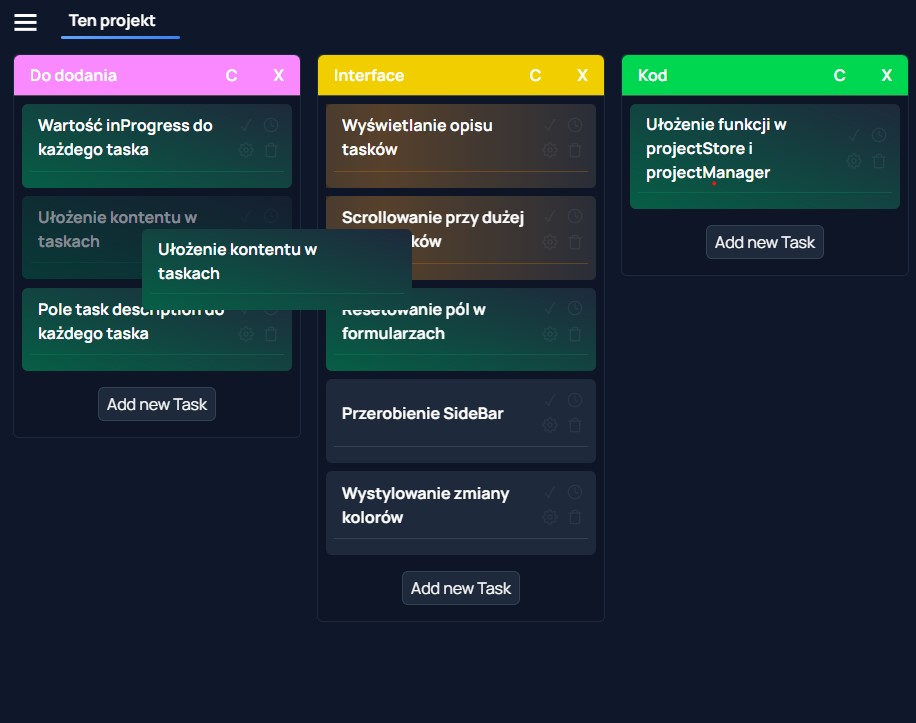 Ten projekt
Do dodania C X
Wartość inProgress do
każdego taska
Ułożenie kontentu w
taskach
Ułożenie kontentu w
taskach
Pole task description do
każdego taska
Add new Task
Interface C X
Wyświetlanie opisu
tasków
Scrollowanie przy dużej
Resetowanie pól w
formularzach
Przerobienie SideBar
Wystylowanie zmiany
kolorów
Add new Task
Kod C X
Ułożenie funkcji w
projectStore i
projectManager
Add new Task